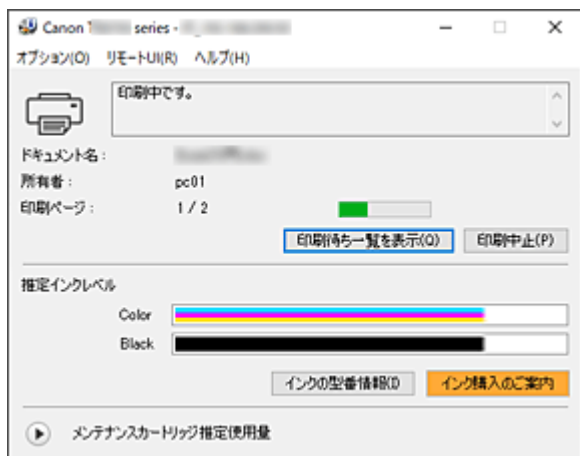 Canon T series -
オプション(O) リモートUI(R) ヘルプ(H)
印刷中です。
ドキュメント名 :
所有者 : pc01
印刷ページ : 1 / 2
印刷待ち一覧を表示(Q) 印刷中止(P)
推定インクレベル
Color
Black
インクの型番情報(I) インク購入のご案内
メンテナンスカートリッジ推定使用量